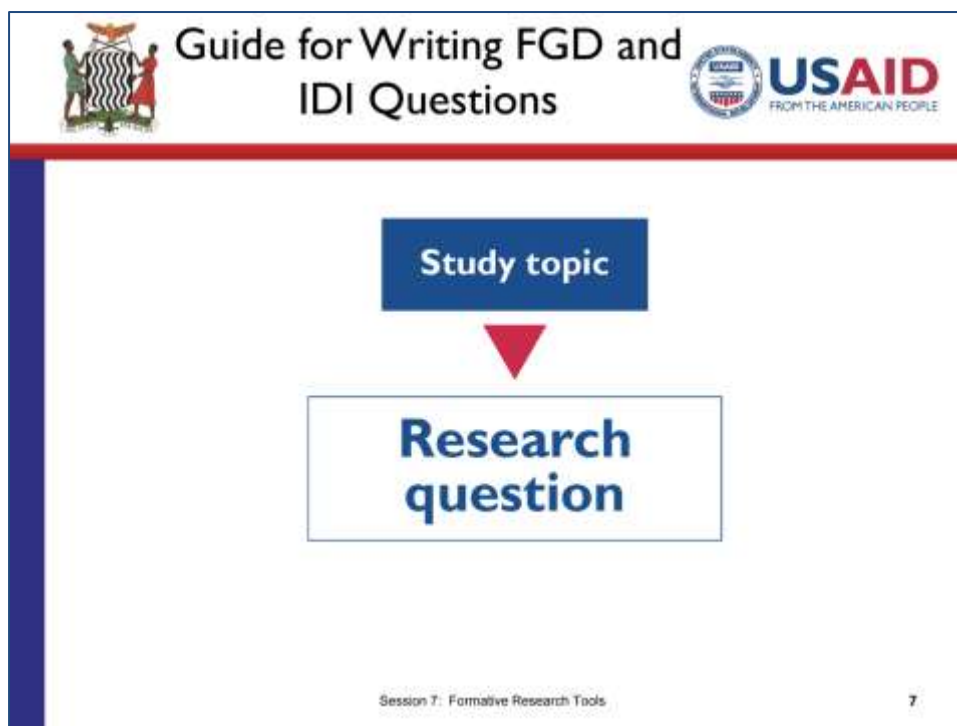 Guide for Writing FGD and
IDI Questions
USAID
FROM THE AMERICAN PEOPLE
Study topic
Research
question
Session 7: Formative Research Tools
7